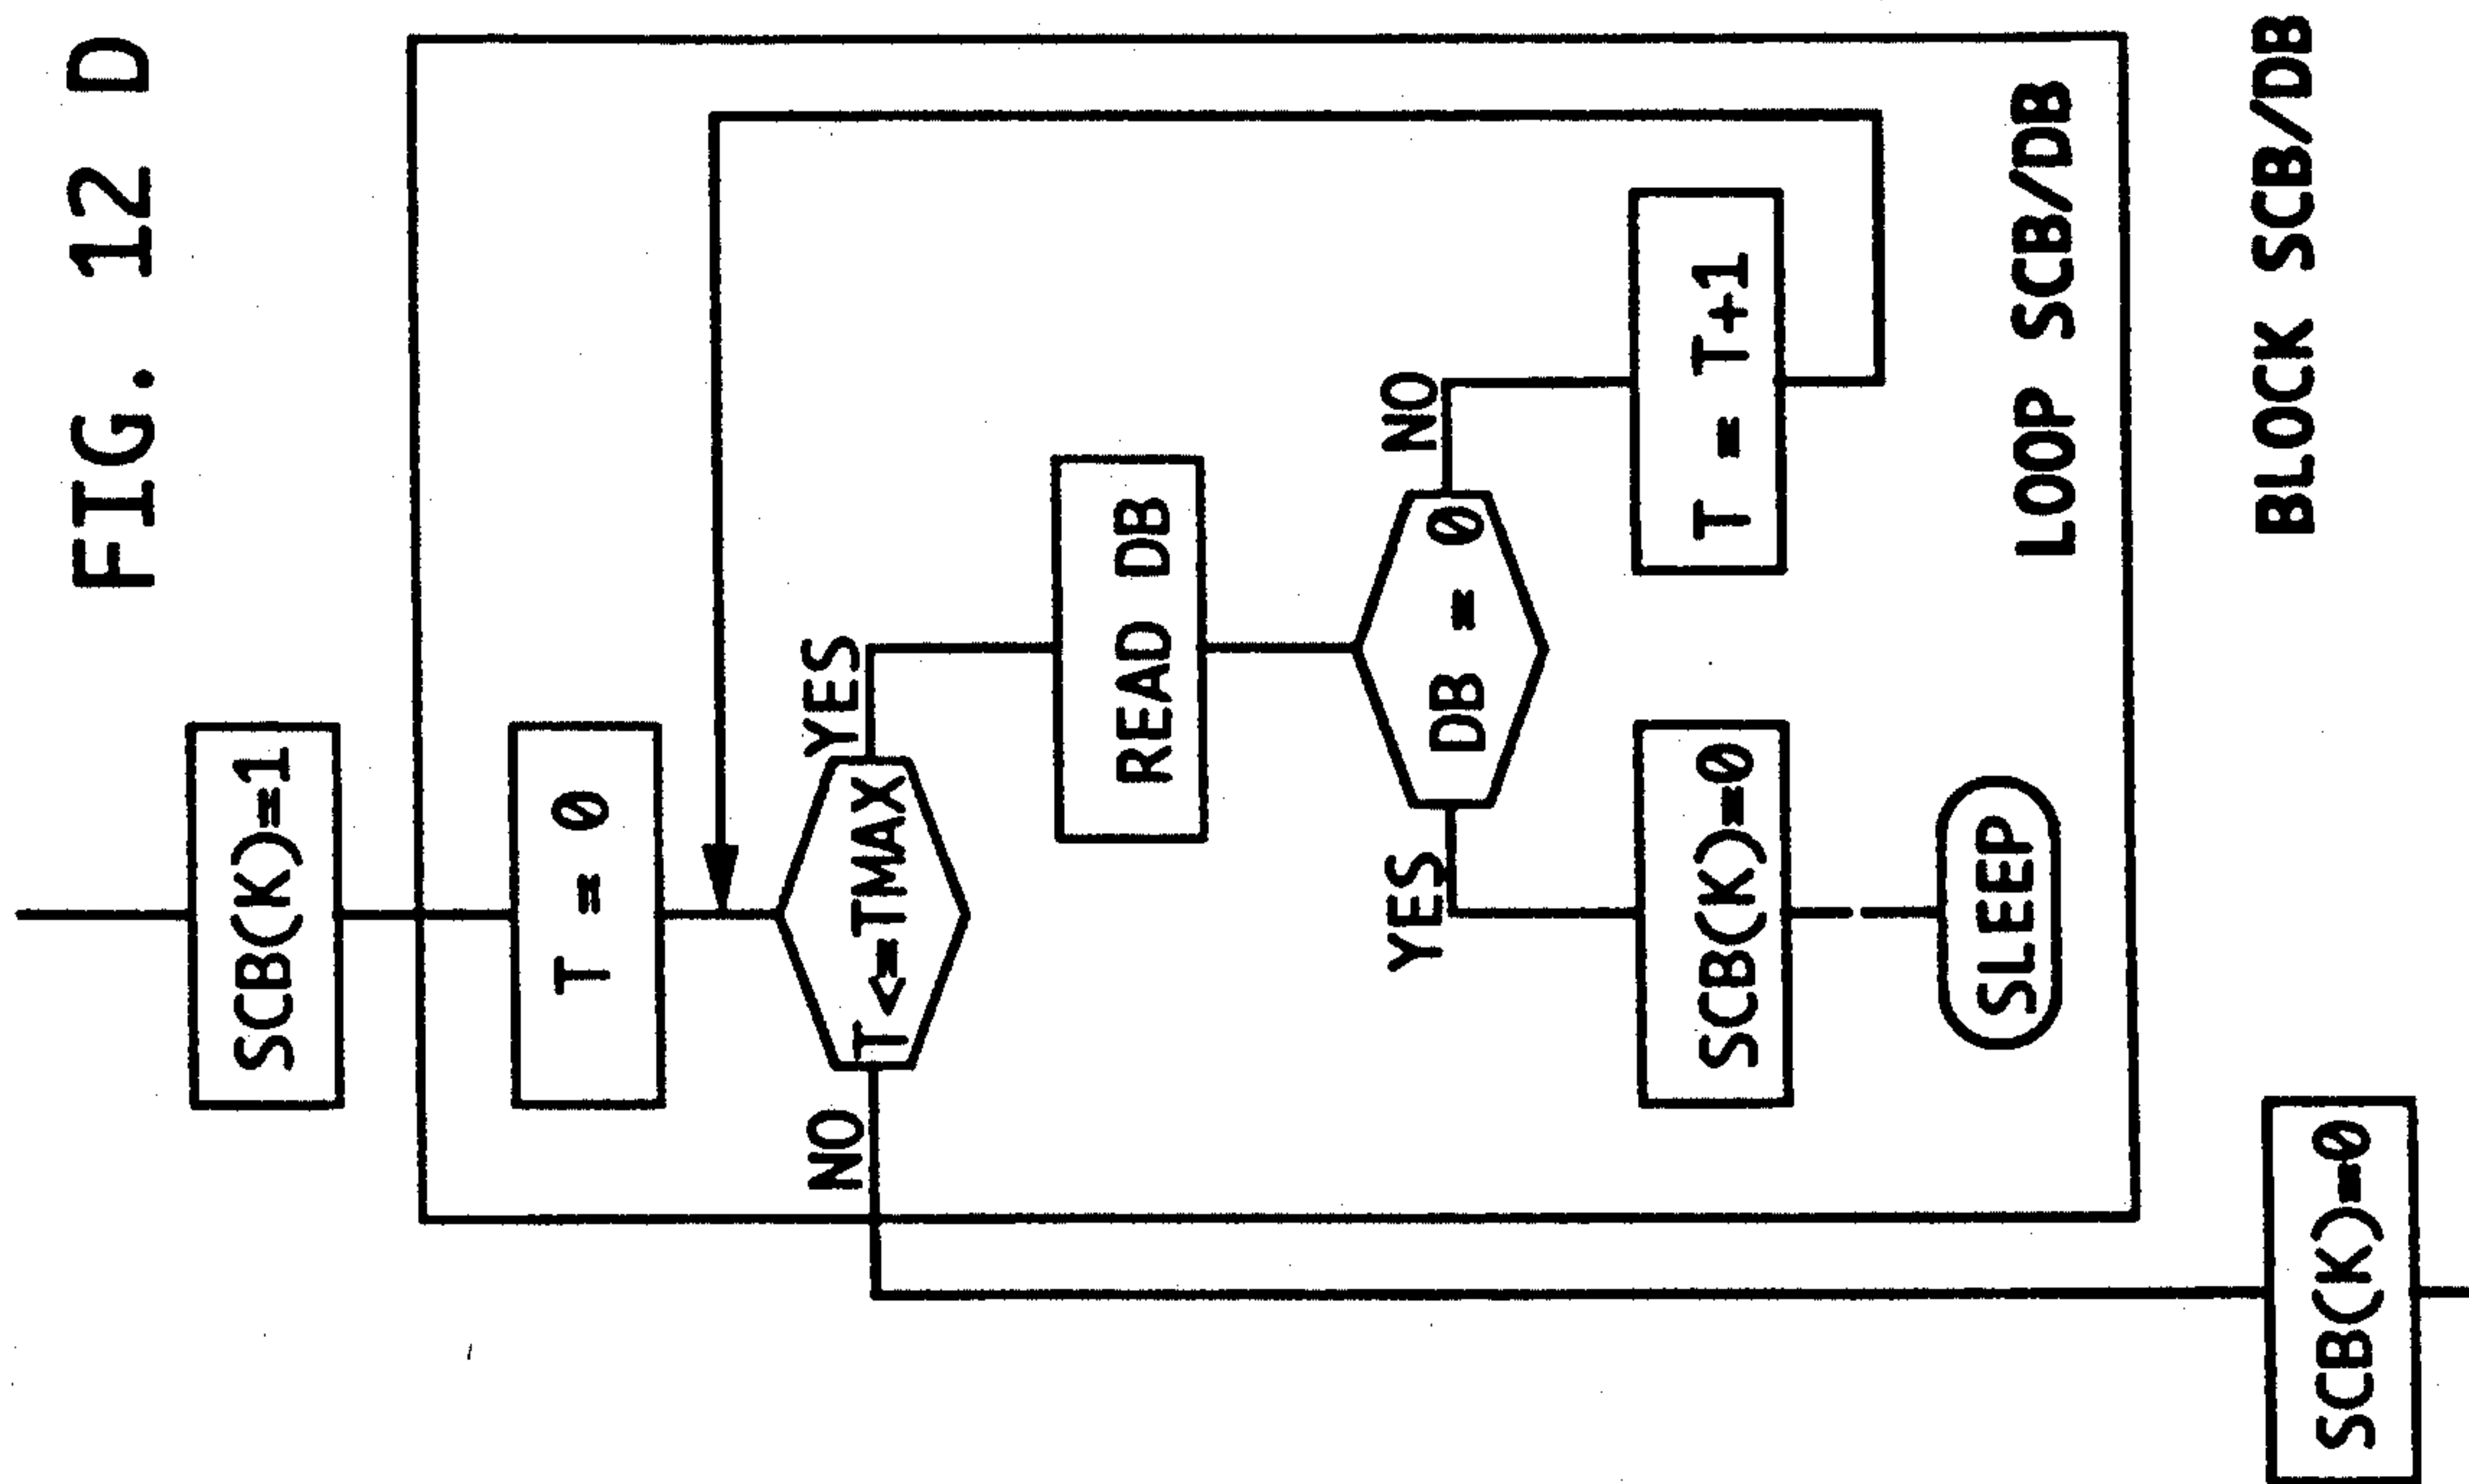 FIG. 12 D
SCB(K)=1
T = 0
T<=TMAX
NO
YES
READ DB
DB = 0
YES
NO
SCB(K)=0
T = T+1
SLEEP
LOOP SCB/DB
BLOCK SCB/DB
SCB(K)=0